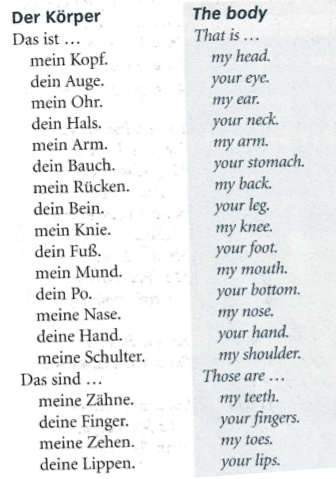 Der Körper
Das ist …
mein Kopf.
dein Auge.
mein Ohr.
dein Hals.
mein Arm.
dein Bauch.
mein Rücken.
dein Bein.
mein Knie.
dein Fuß.
mein Mund.
dein Po.
meine Nase.
deine Hand.
meine Schulter.
Das sind …
meine Zähne.
deine Finger.
meine Zehen.
deine Lippen.
The body
That is …
my head.
your eye.
my ear.
your neck.
my arm.
your stomach.
my back.
your leg.
my knee.
your foot.
my mouth.
your bottom.
my nose.
your hand.
my shoulder.
Those are …
my teeth.
your fingers.
my toes.
your lips.